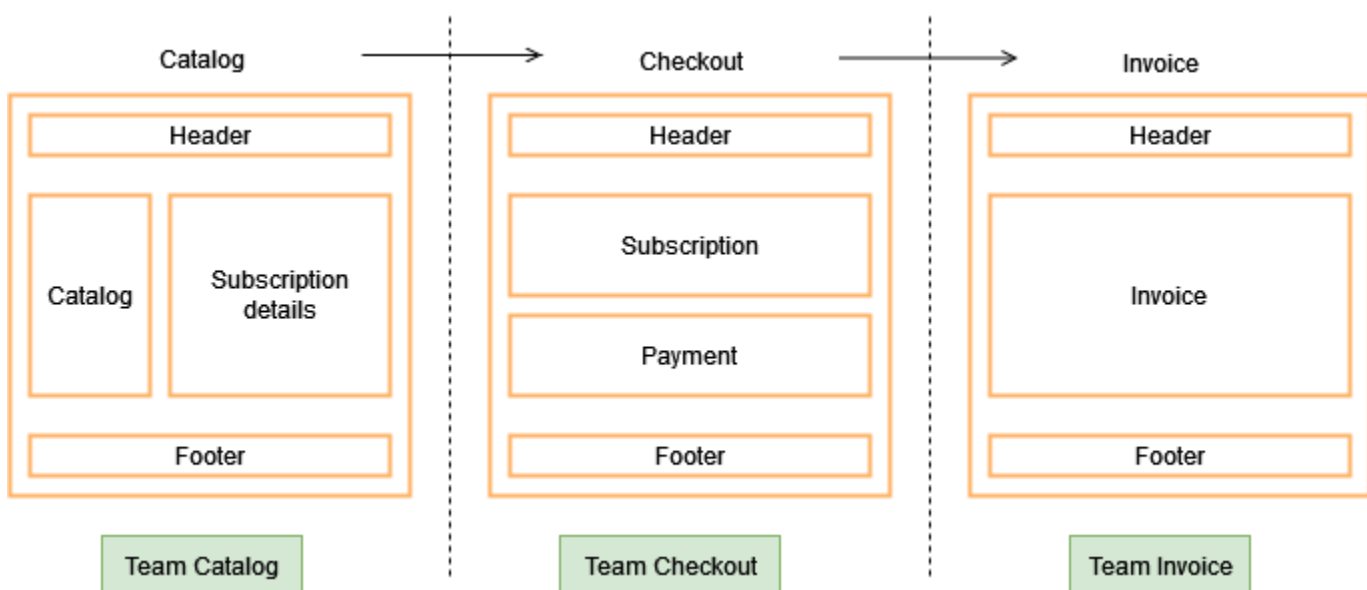 Catalog
Checkout
Invoice
Header
Header
Header
Catalog
Subscription
details
Subscription
Payment
Invoice
Footer
Footer
Footer
Team Catalog
Team Checkout
Team Invoice